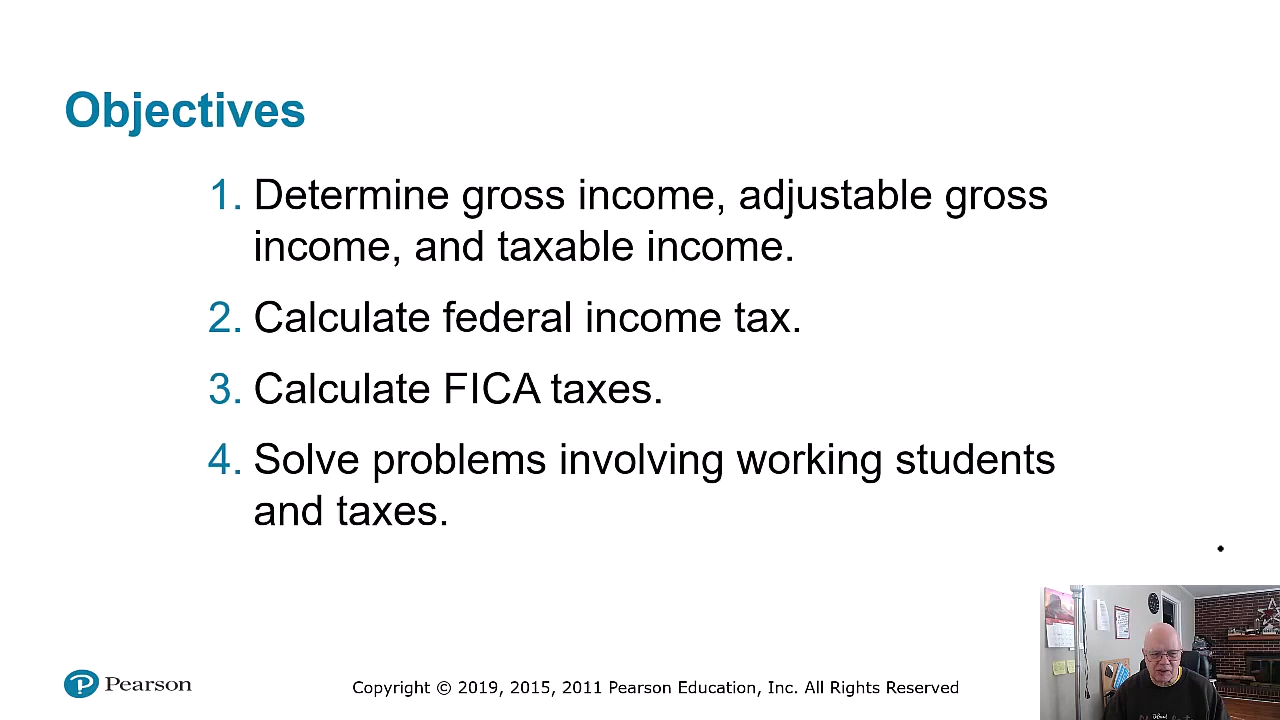 Objectives
1. Determine gross income, adjustable gross
income, and taxable income.
2. Calculate federal income tax.
3. Calculate FICA taxes.
4. Solve problems involving working students
and taxes.
Pearson
Copyright © 2019, 2015, 2011 Pearson Education, Inc. All Rights Reserved